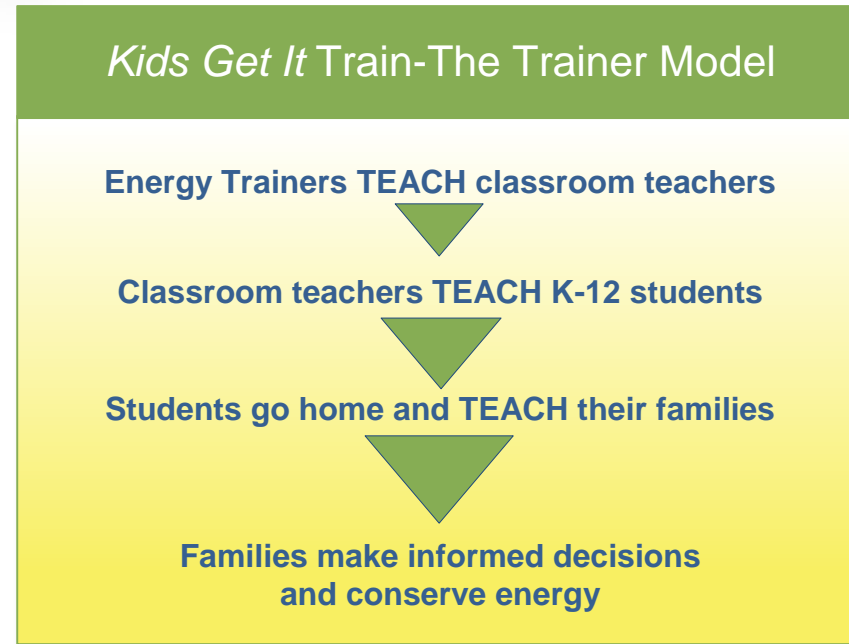 Kids Get It Train-The Trainer Model
Energy Trainers TEACH classroom teachers
Classroom teachers TEACH K-12 students
Students go home and TEACH their families
Families make informed decisions
and conserve energy